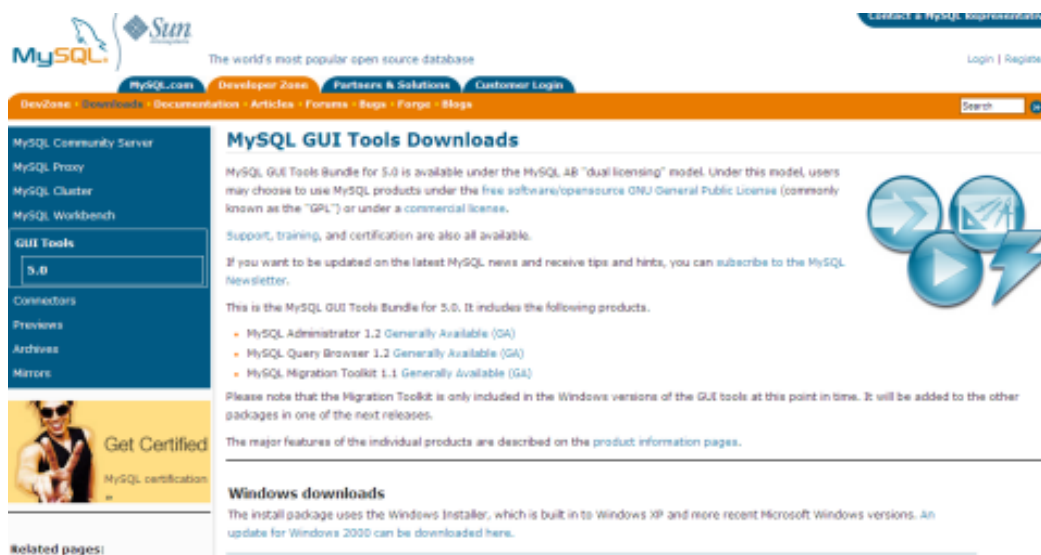 Contact a MySQL Representative
Sun
microsystems
MySQL.
The world's most popular open source database
Login | Registe
MySQL.com
Developer Zone
Partners & Solutions
Customer Login
DevZone
Downloads
Documentation
Articles
Forums
Bugs
Forge
Blogs
Search
MySQL Community Server
MySQL Proxy
MySQL Cluster
MySQL Workbench
GUI Tools
5.0
Connectors
Previews
Archives
Mirrors
Get Certified
MySQL certification
»
Related pages:
MySQL GUI Tools Downloads
MySQL GUI Tools Bundle for 5.0 is available under the MySQL AB "dual licensing" model. Under this model, users
may choose to use MySQL products under the free software/opensource GNU General Public License (commonly
known as the "GPL") or under a commercial license.
Support, training, and certification are also all available.
If you want to be updated on the latest MySQL news and receive tips and hints, you can subscribe to the MySQL
Newsletter.
This is the MySQL GUI Tools Bundle for 5.0. It includes the following products.
MySQL Administrator 1.2 Generally Available (GA)
MySQL Query Browser 1.2 Generally Available (GA)
MySQL Migration Toolkit 1.1 Generally Available (GA)
Please note that the Migration Toolkit is only included in the Windows versions of the GUI tools at this point in time. It will be added to the other
packages in one of the next releases.
The major features of the individual products are described on the product information pages.
Windows downloads
The install package uses the Windows Installer, which is built in to Windows XP and more recent Microsoft Windows versions. An
update for Windows 2000 can be downloaded here.